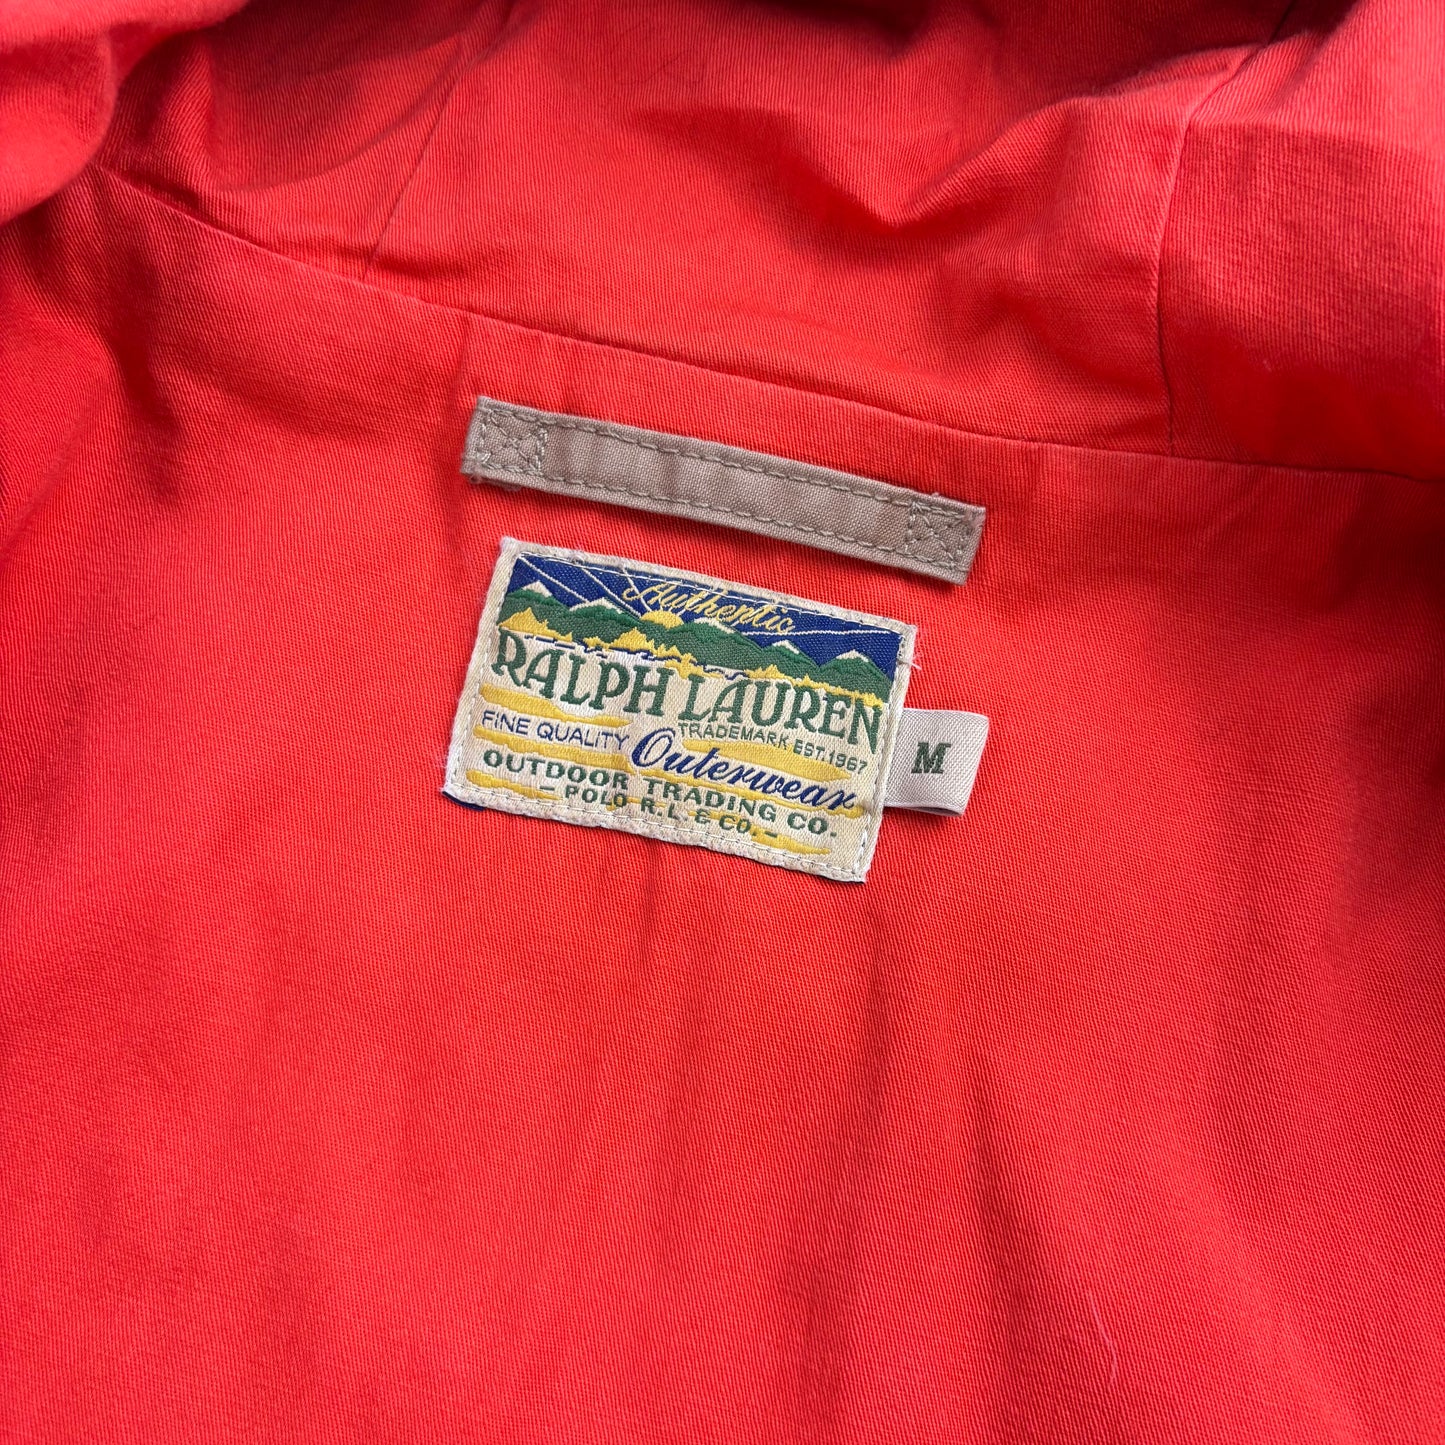 Authentic
RALPH LAUREN
TRADEMARK EST. 1967
FINE QUALITY Outerwear
OUTDOOR TRADING CO.
- POLO R.L. & CO. -
M